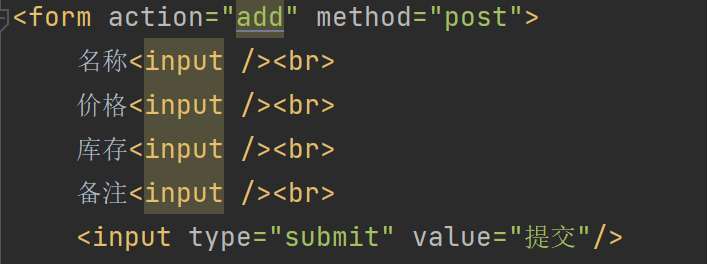 <form action="add" method="post">
名称<input /><br>
价格<input /><br>
库存<input /><br>
备注<input /><br>
<input type="submit" value="提交"/>